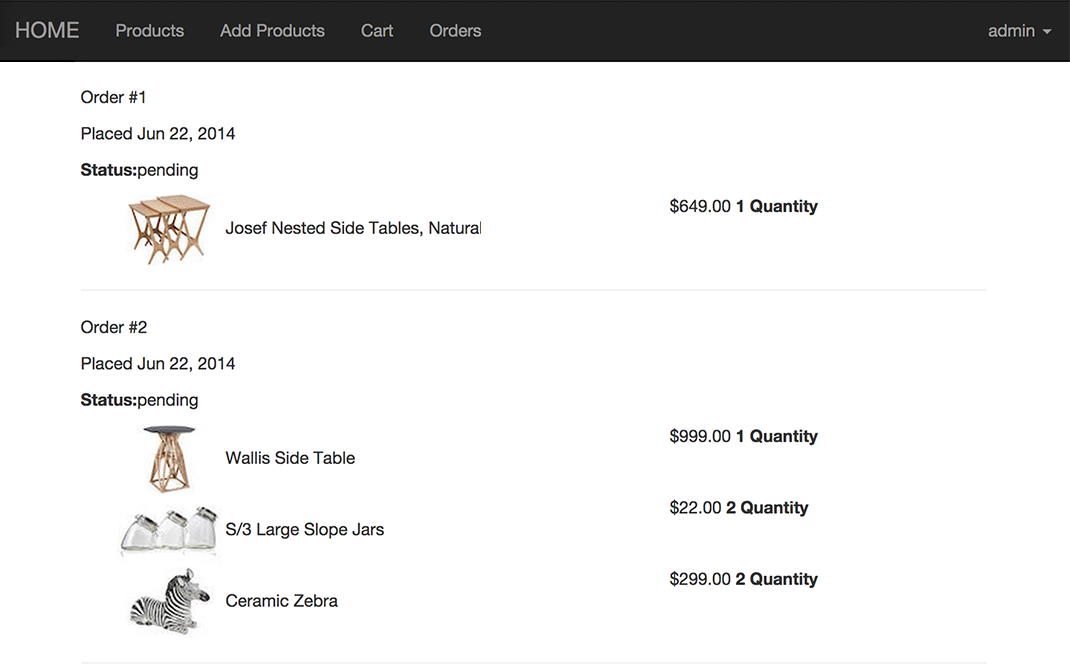 HOME Products Add Products Cart Orders admin
Order #1
Placed Jun 22, 2014
Status:pending
$649.00 1 Quantity
Josef Nested Side Tables, Natural
Order #2
Placed Jun 22, 2014
Status:pending
$999.00 1 Quantity
Wallis Side Table
$22.00 2 Quantity
S/3 Large Slope Jars
$299.00 2 Quantity
Ceramic Zebra